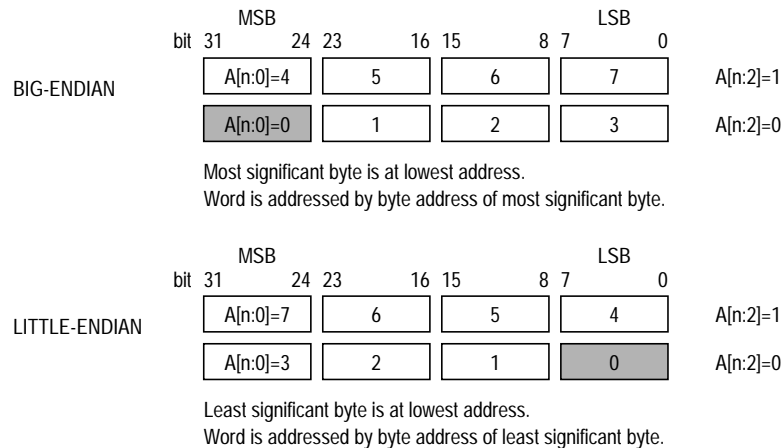 MSB LSB
bit 31 24 23 16 15 8 7 0
BIG-ENDIAN
A[n:0]=4 5 6 7 A[n:2]=1
A[n:0]=0 1 2 3 A[n:2]=0
Most significant byte is at lowest address.
Word is addressed by byte address of most significant byte.
MSB LSB
bit 31 24 23 16 15 8 7 0
LITTLE-ENDIAN
A[n:0]=7 6 5 4 A[n:2]=1
A[n:0]=3 2 1 0 A[n:2]=0
Least significant byte is at lowest address.
Word is addressed by byte address of least significant byte.